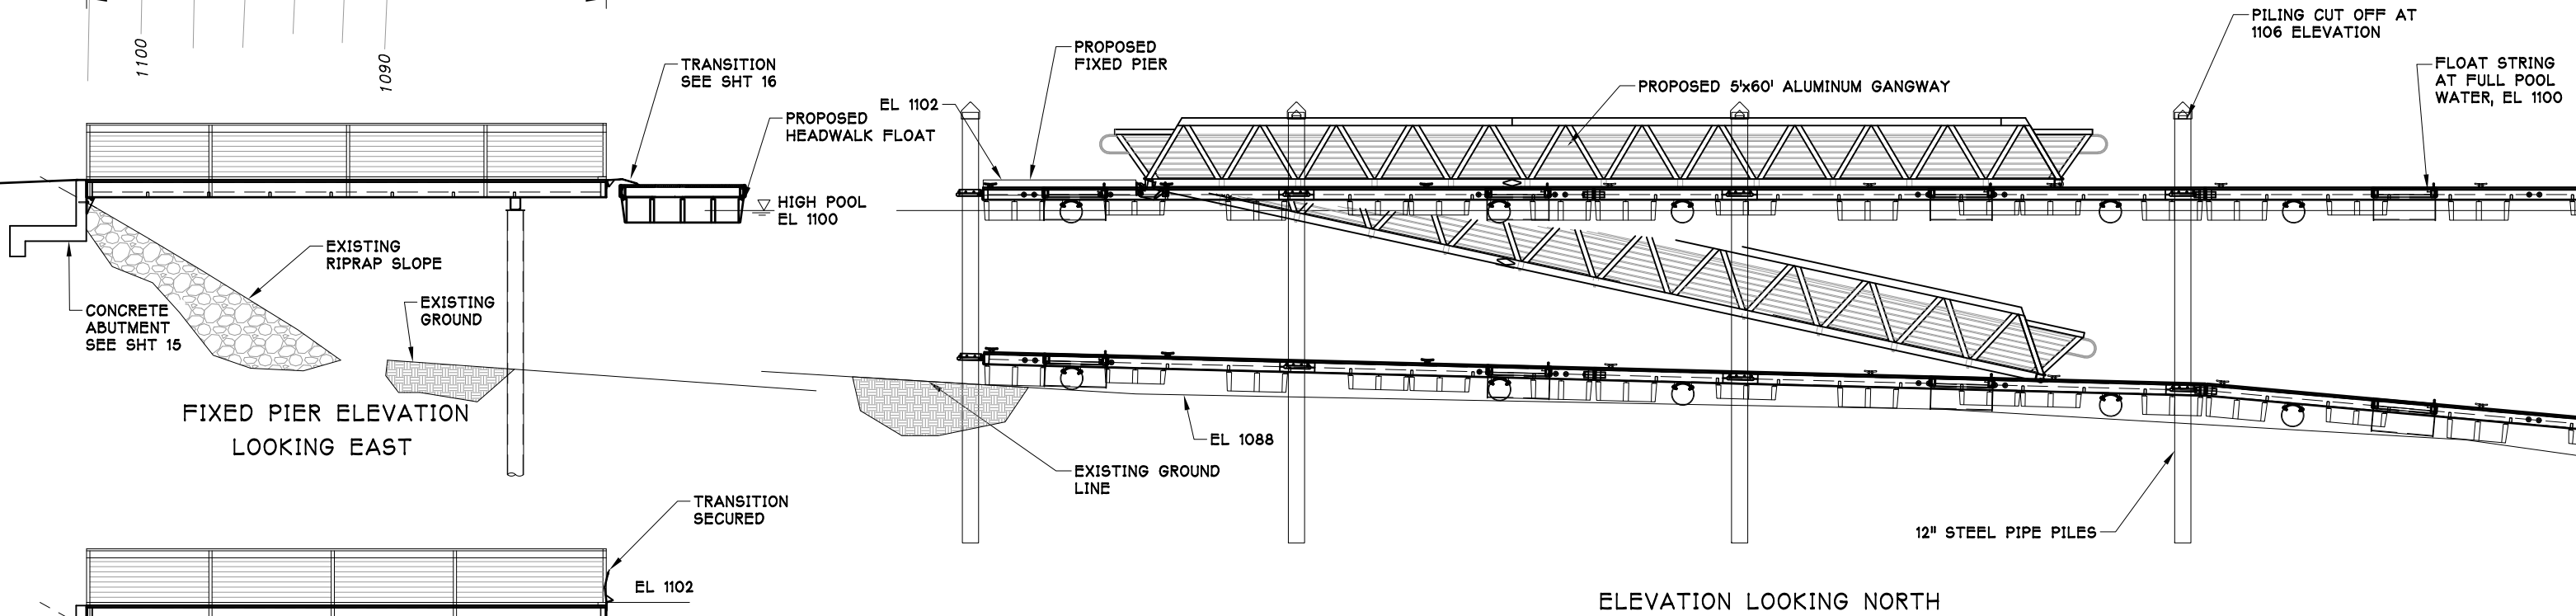 1100
1090
TRANSITION
SEE SHT 16
PROPOSED
HEADWALK FLOAT
HIGH POOL
EL 1100
EXISTING
RIPRAP SLOPE
EXISTING
GROUND
CONCRETE
ABUTMENT
SEE SHT 15
FIXED PIER ELEVATION
LOOKING EAST
TRANSITION
SECURED
EL 1102
PROPOSED
FIXED PIER
EL 1102
PROPOSED 5'x60' ALUMINUM GANGWAY
PILING CUT OFF AT
1106 ELEVATION
FLOAT STRING
AT FULL POOL
WATER, EL 1100
EL 1088
EXISTING GROUND
LINE
12" STEEL PIPE PILES
ELEVATION LOOKING NORTH